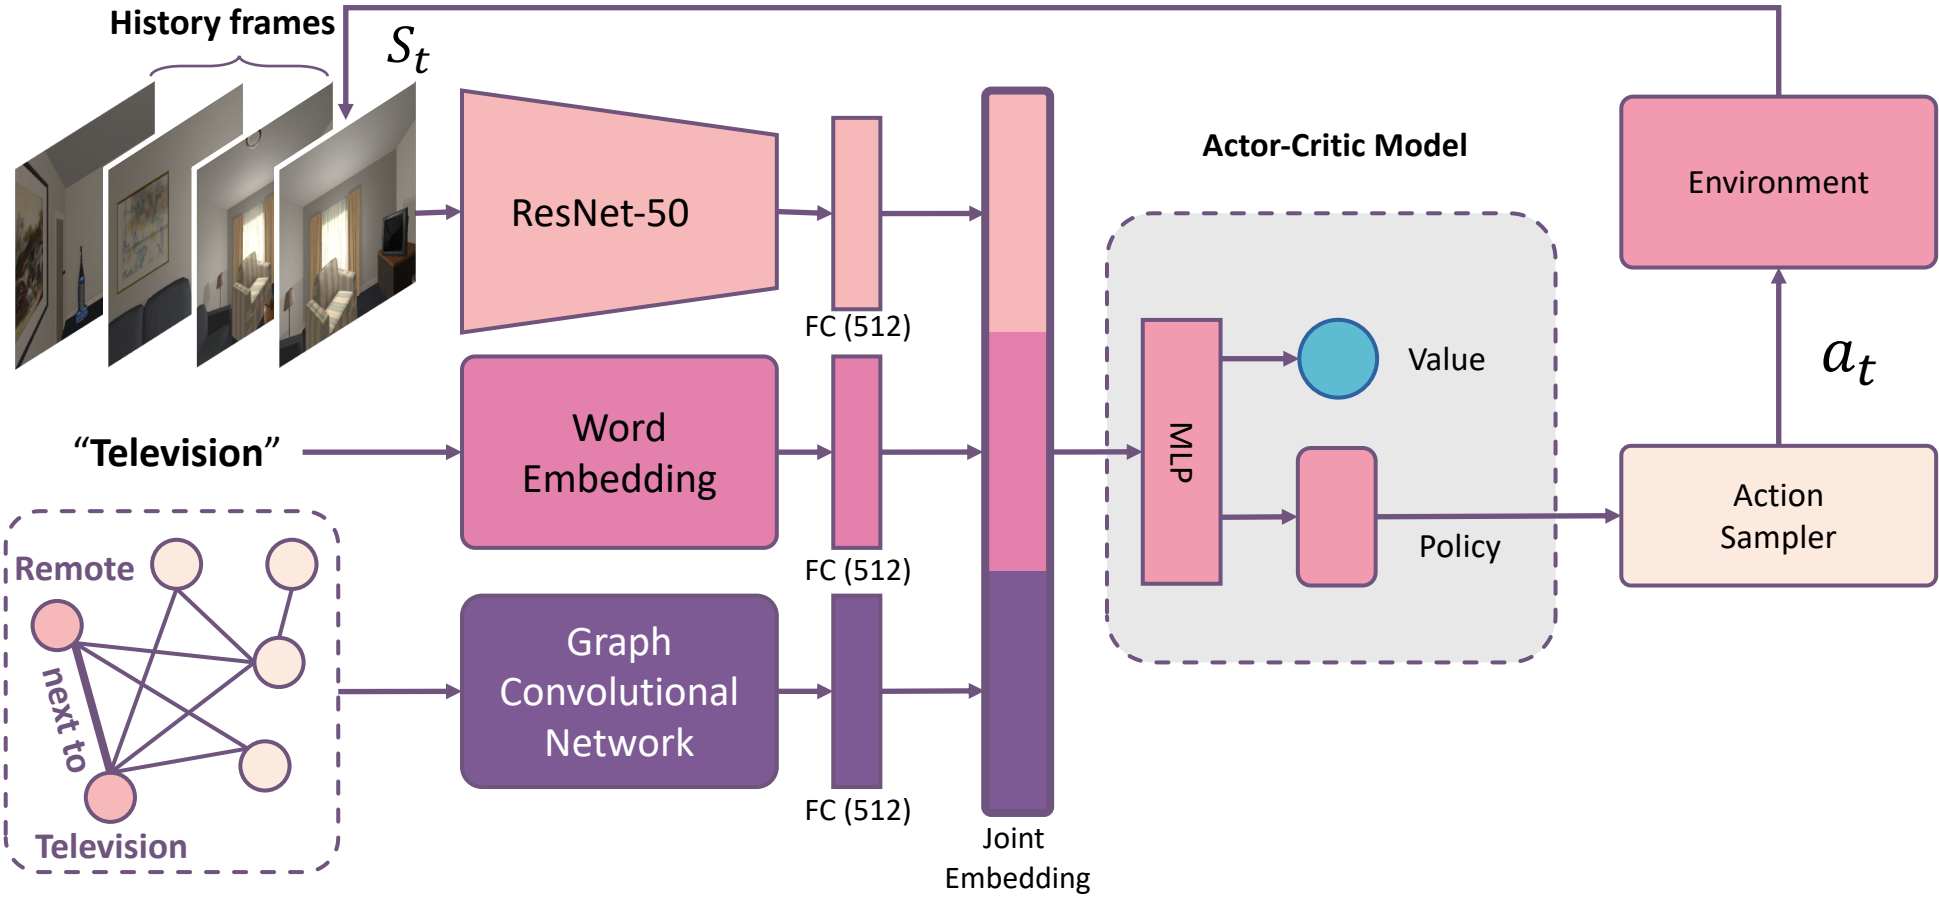 History frames
S_t
ResNet-50
FC (512)
Actor-Critic Model
Environment
Value
a_t
"Television"
Word
Embedding
FC (512)
MLP
Policy
Action
Sampler
Remote
next to
Television
Graph
Convolutional
Network
FC (512)
Joint
Embedding